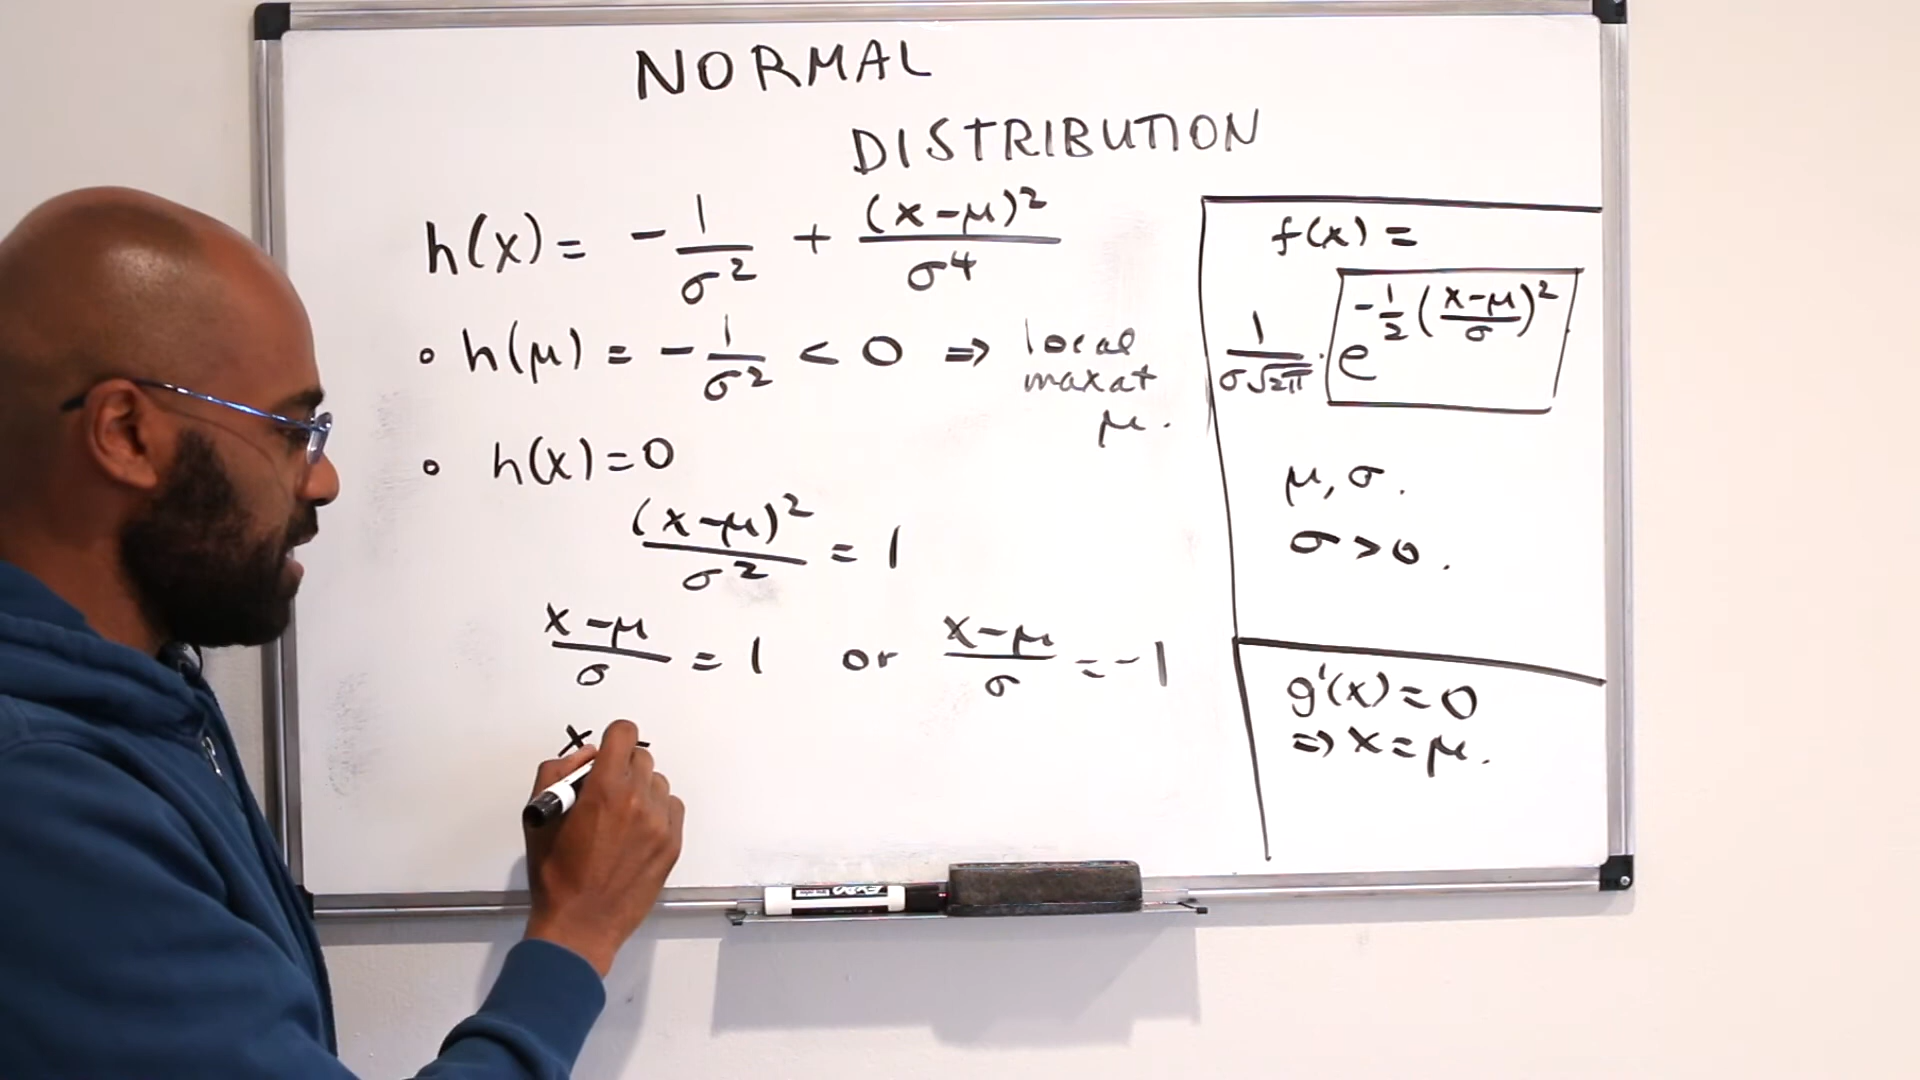 NORMAL
DISTRIBUTION
h(x) = - 1/σ² + (x-μ)²/σ⁴
∘ h(μ) = - 1/σ² < 0 ⇒ local
max at
μ.
∘ h(x) = 0
(x-μ)²/σ² = 1
x-μ/σ = 1 or x-μ/σ = -1
x
f(x) =
1/σ√2π · e^-½(x-μ/σ)²
μ, σ.
σ > 0.
g'(x) = 0
⇒ x = μ.
EXPO